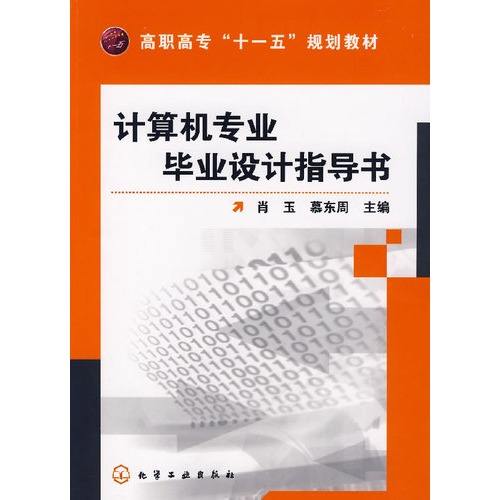 高职高专“十一五”规划教材
计算机专业
毕业设计指导书
肖 玉 慕东周 主编
化学工业出版社